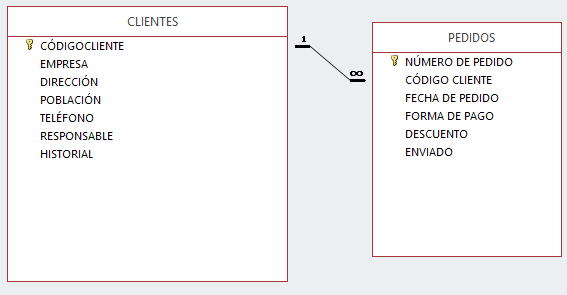 CLIENTES
CÓDIGOCLIENTE
EMPRESA
DIRECCIÓN
POBLACIÓN
TELÉFONO
RESPONSABLE
HISTORIAL
1
∞
PEDIDOS
NÚMERO DE PEDIDO
CÓDIGO CLIENTE
FECHA DE PEDIDO
FORMA DE PAGO
DESCUENTO
ENVIADO